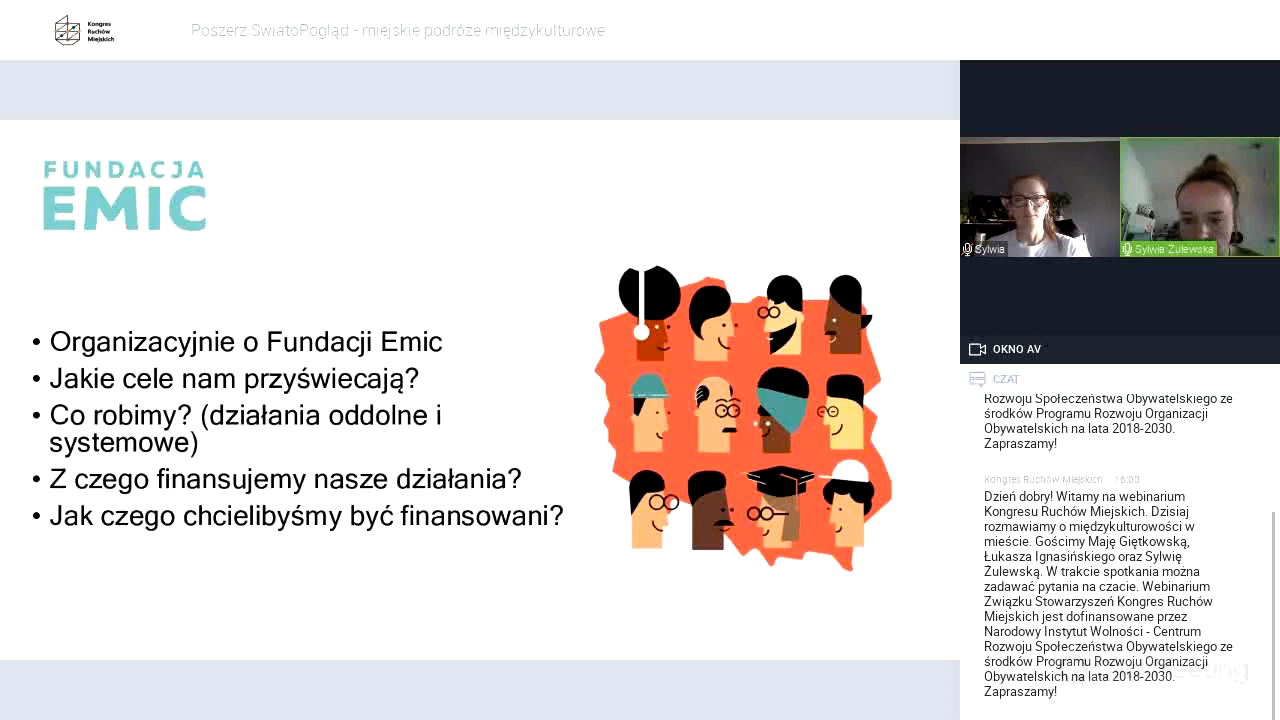 Kongres
Ruchów
Miejskich
Poszerz SwiatoPogląd - miejskie podróże międzykulturowe
FUNDACJA
EMIC
• Organizacyjnie o Fundacji Emic
• Jakie cele nam przyświecają?
• Co robimy? (działania oddolne i
systemowe)
• Z czego finansujemy nasze działania?
• Jak czego chcielibyśmy być finansowani?
Sylwia
Sylwia Żulewska
OKNO AV
CZAT
Rozwoju Społeczeństwa Obywatelskiego ze
środków Programu Rozwoju Organizacji
Obywatelskich na lata 2018-2030.
Zapraszamy!
Kongres Ruchów Miejskich 16:05
Dzień dobry! Witamy na webinarium
Kongresu Ruchów Miejskich. Dzisiaj
rozmawiamy o międzykulturowości w
mieście. Gościmy Maję Giętkowską,
Łukasza Ignasińskiego oraz Sylwię
Żulewską. W trakcie spotkania można
zadawać pytania na czacie. Webinarium
Związku Stowarzyszeń Kongres Ruchów
Miejskich jest dofinansowane przez
Narodowy Instytut Wolności - Centrum
Rozwoju Społeczeństwa Obywatelskiego ze
środków Programu Rozwoju Organizacji
Obywatelskich na lata 2018-2030.
Zapraszamy!